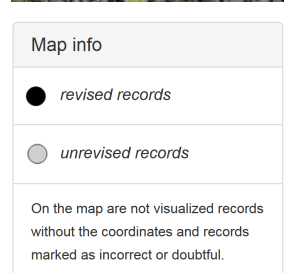 Map info
revised records
unrevised records
On the map are not visualized records
without the coordinates and records
marked as incorrect or doubtful.